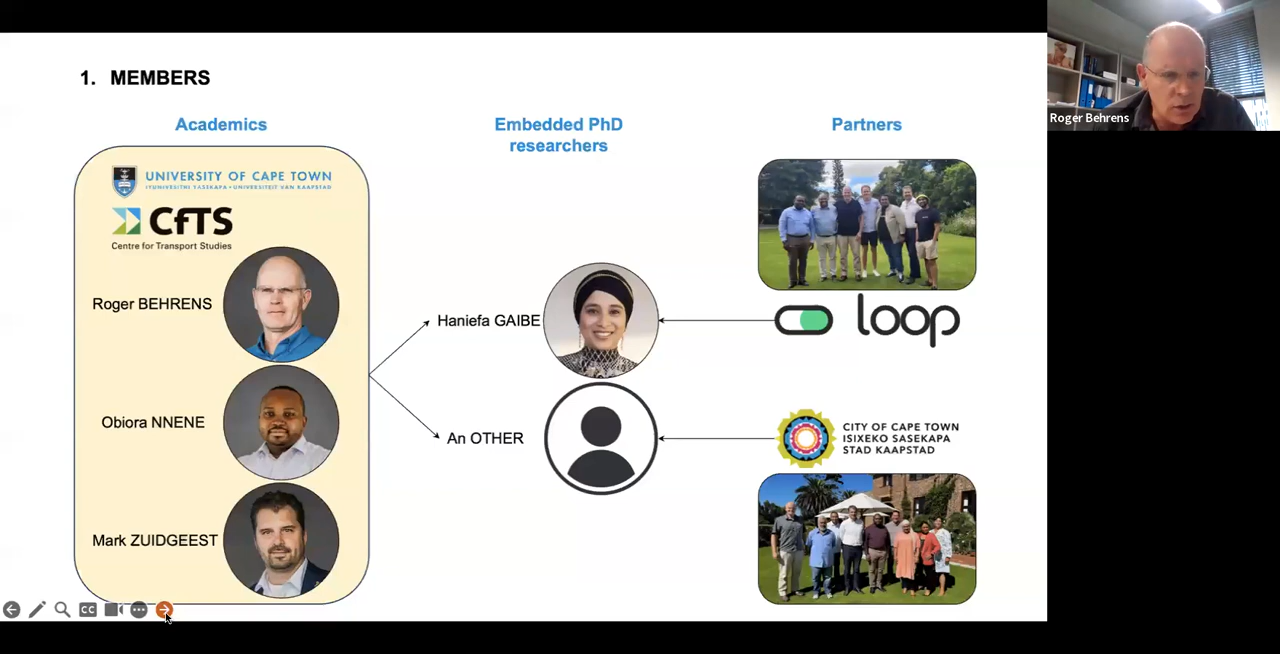 1. MEMBERS
Academics
Embedded PhD
researchers
Partners
UNIVERSITY OF CAPE TOWN
IYUNIVESITHI YASEKAPA • UNIVERSITEIT VAN KAAPSTAD
CfTS
Centre for Transport Studies
Roger BEHRENS
Obiora NNENE
Mark ZUIDGEEST
Haniefa GAIBE
An OTHER
loop
CITY OF CAPE TOWN
ISIXEKO SASEKAPA
STAD KAAPSTAD
CC
Roger Behrens